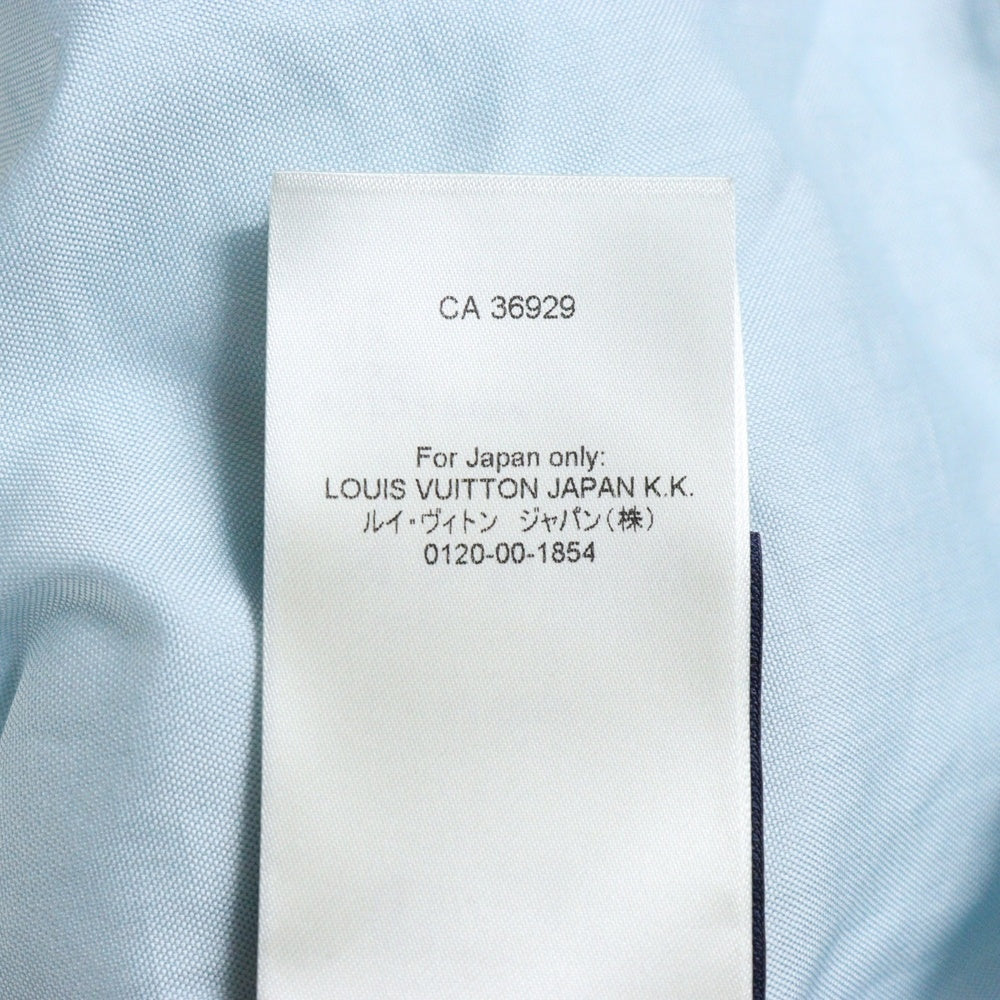 CA 36929
For Japan only:
LOUIS VUITTON JAPAN K.K.
ルイ・ヴィトン　ジャパン（株）
0120-00-1854